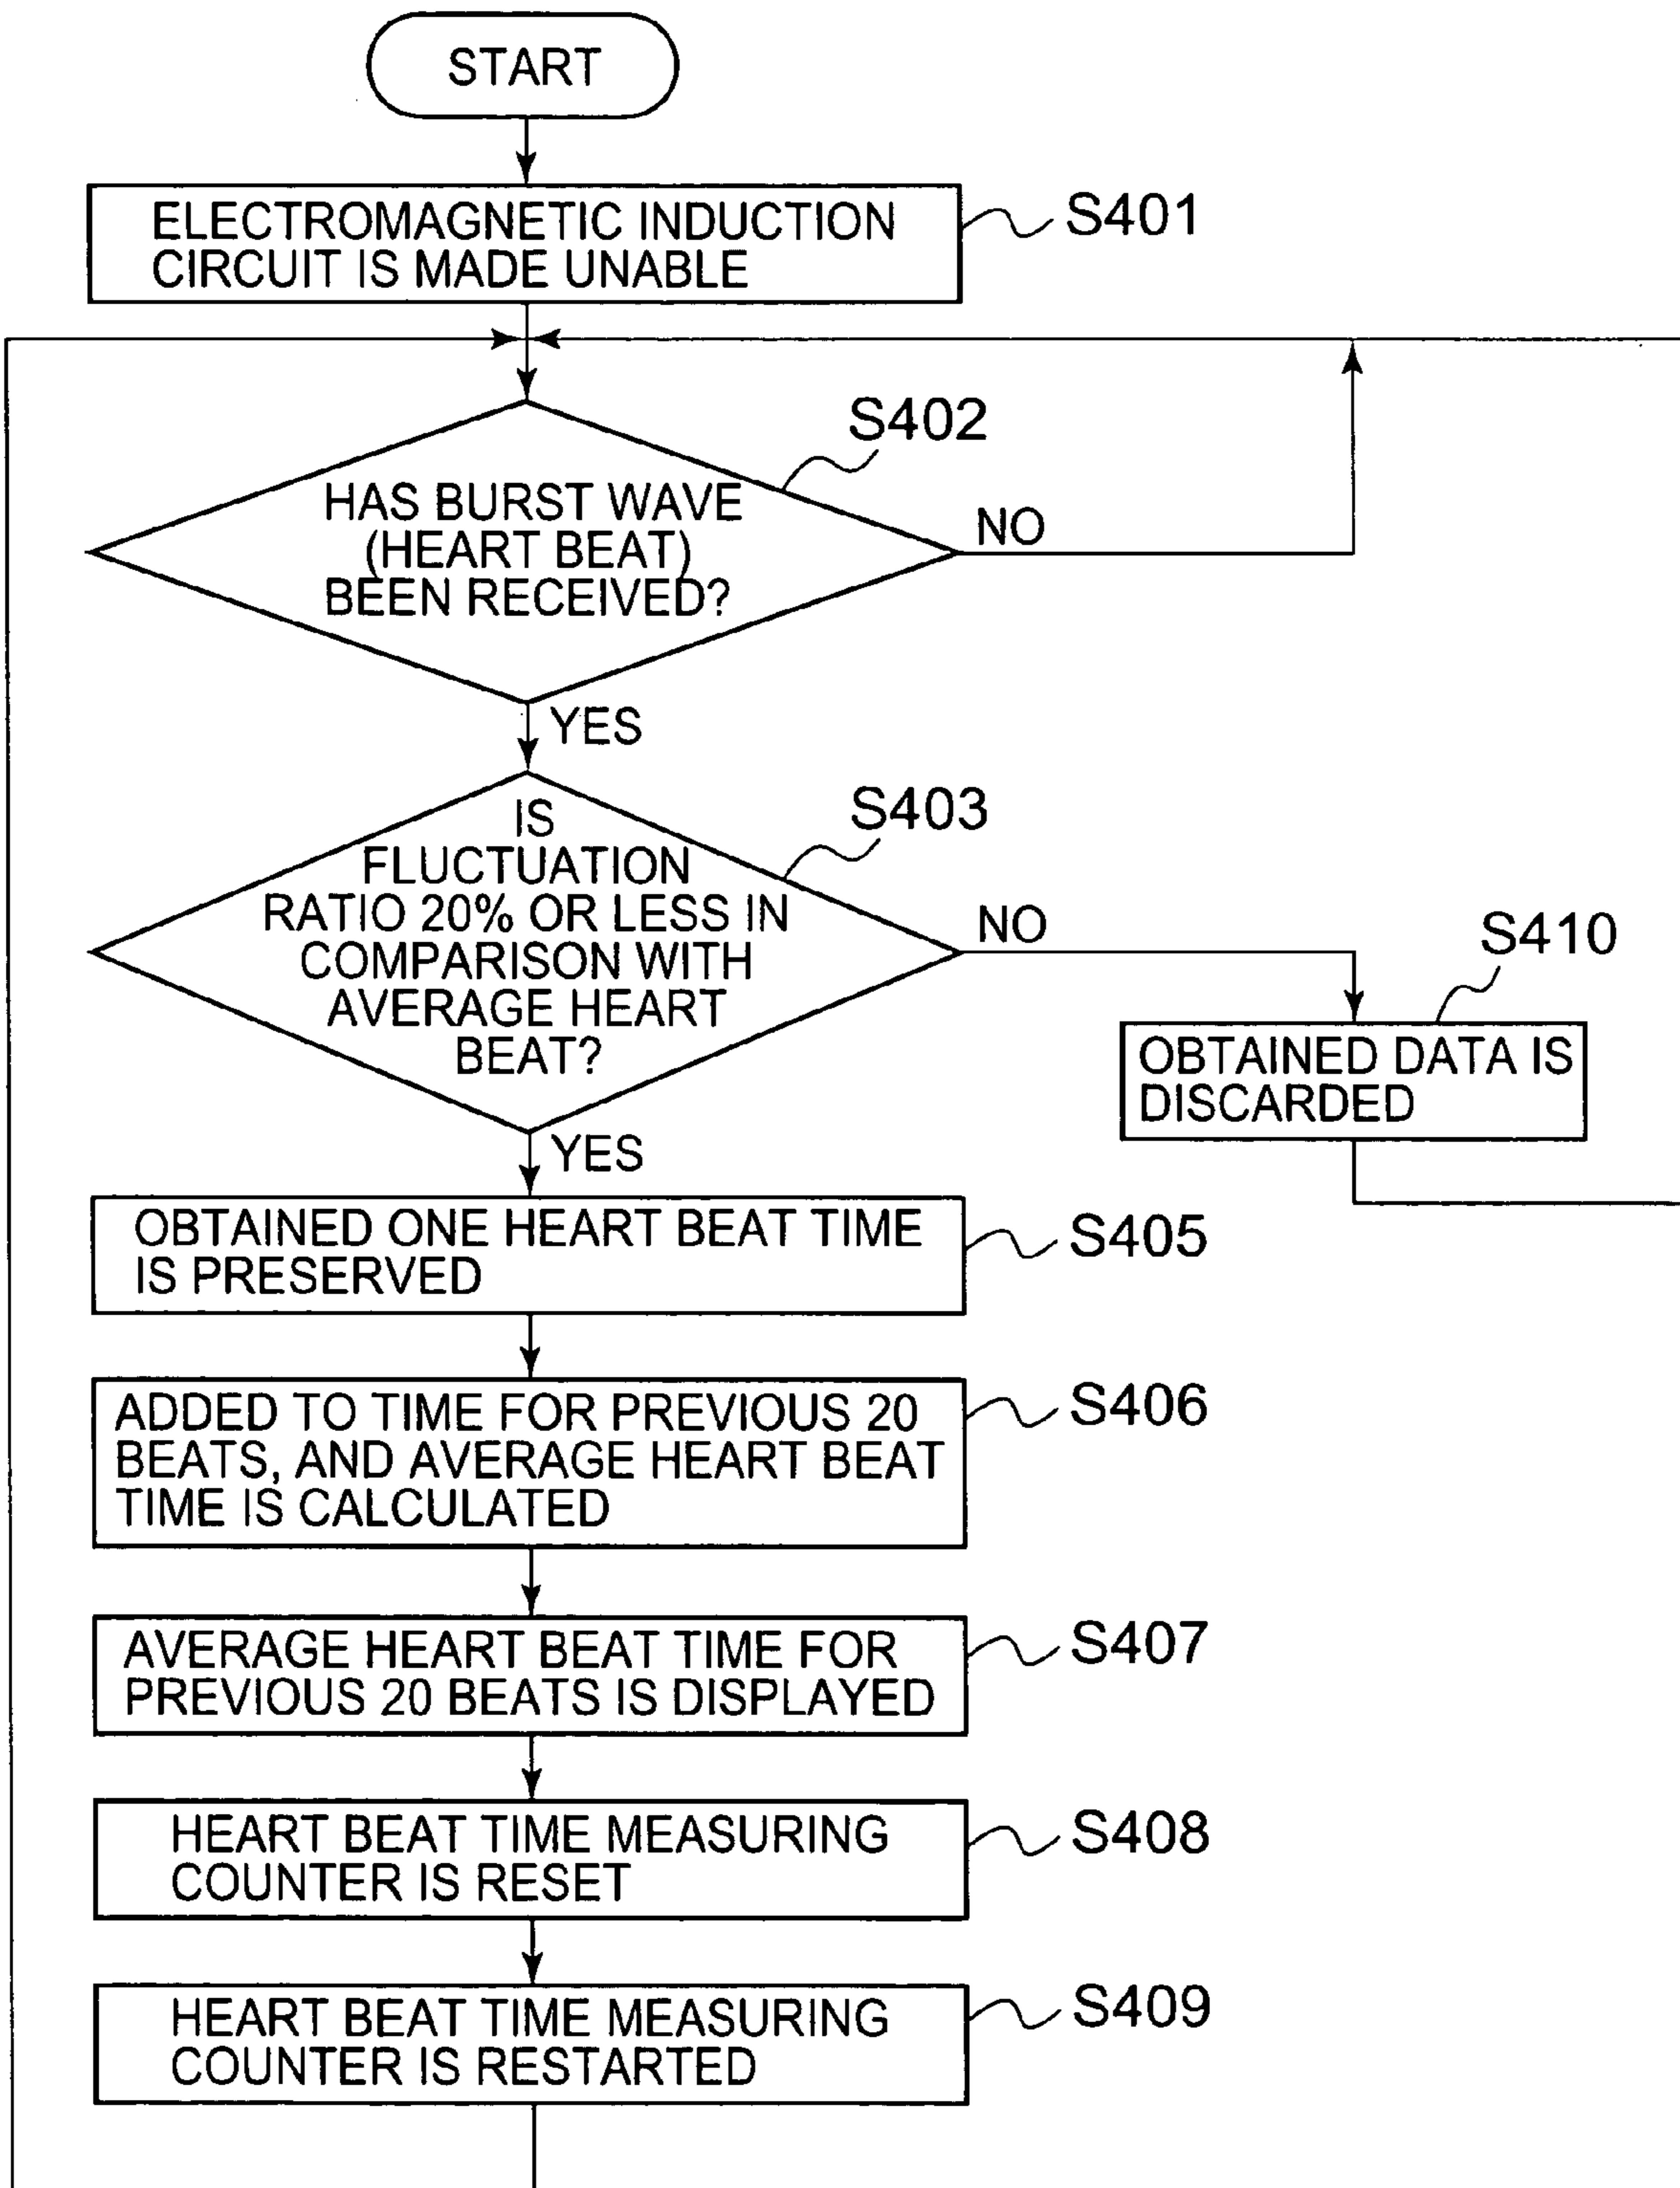 START
ELECTROMAGNETIC INDUCTION
CIRCUIT IS MADE UNABLE
S401
S402
HAS BURST WAVE
(HEART BEAT)
BEEN RECEIVED?
NO
YES
S403
IS
FLUCTUATION
RATIO 20% OR LESS IN
COMPARISON WITH
AVERAGE HEART
BEAT?
NO
S410
OBTAINED DATA IS
DISCARDED
YES
OBTAINED ONE HEART BEAT TIME
IS PRESERVED
S405
ADDED TO TIME FOR PREVIOUS 20
BEATS, AND AVERAGE HEART BEAT
TIME IS CALCULATED
S406
AVERAGE HEART BEAT TIME FOR
PREVIOUS 20 BEATS IS DISPLAYED
S407
HEART BEAT TIME MEASURING
COUNTER IS RESET
S408
HEART BEAT TIME MEASURING
COUNTER IS RESTARTED
S409